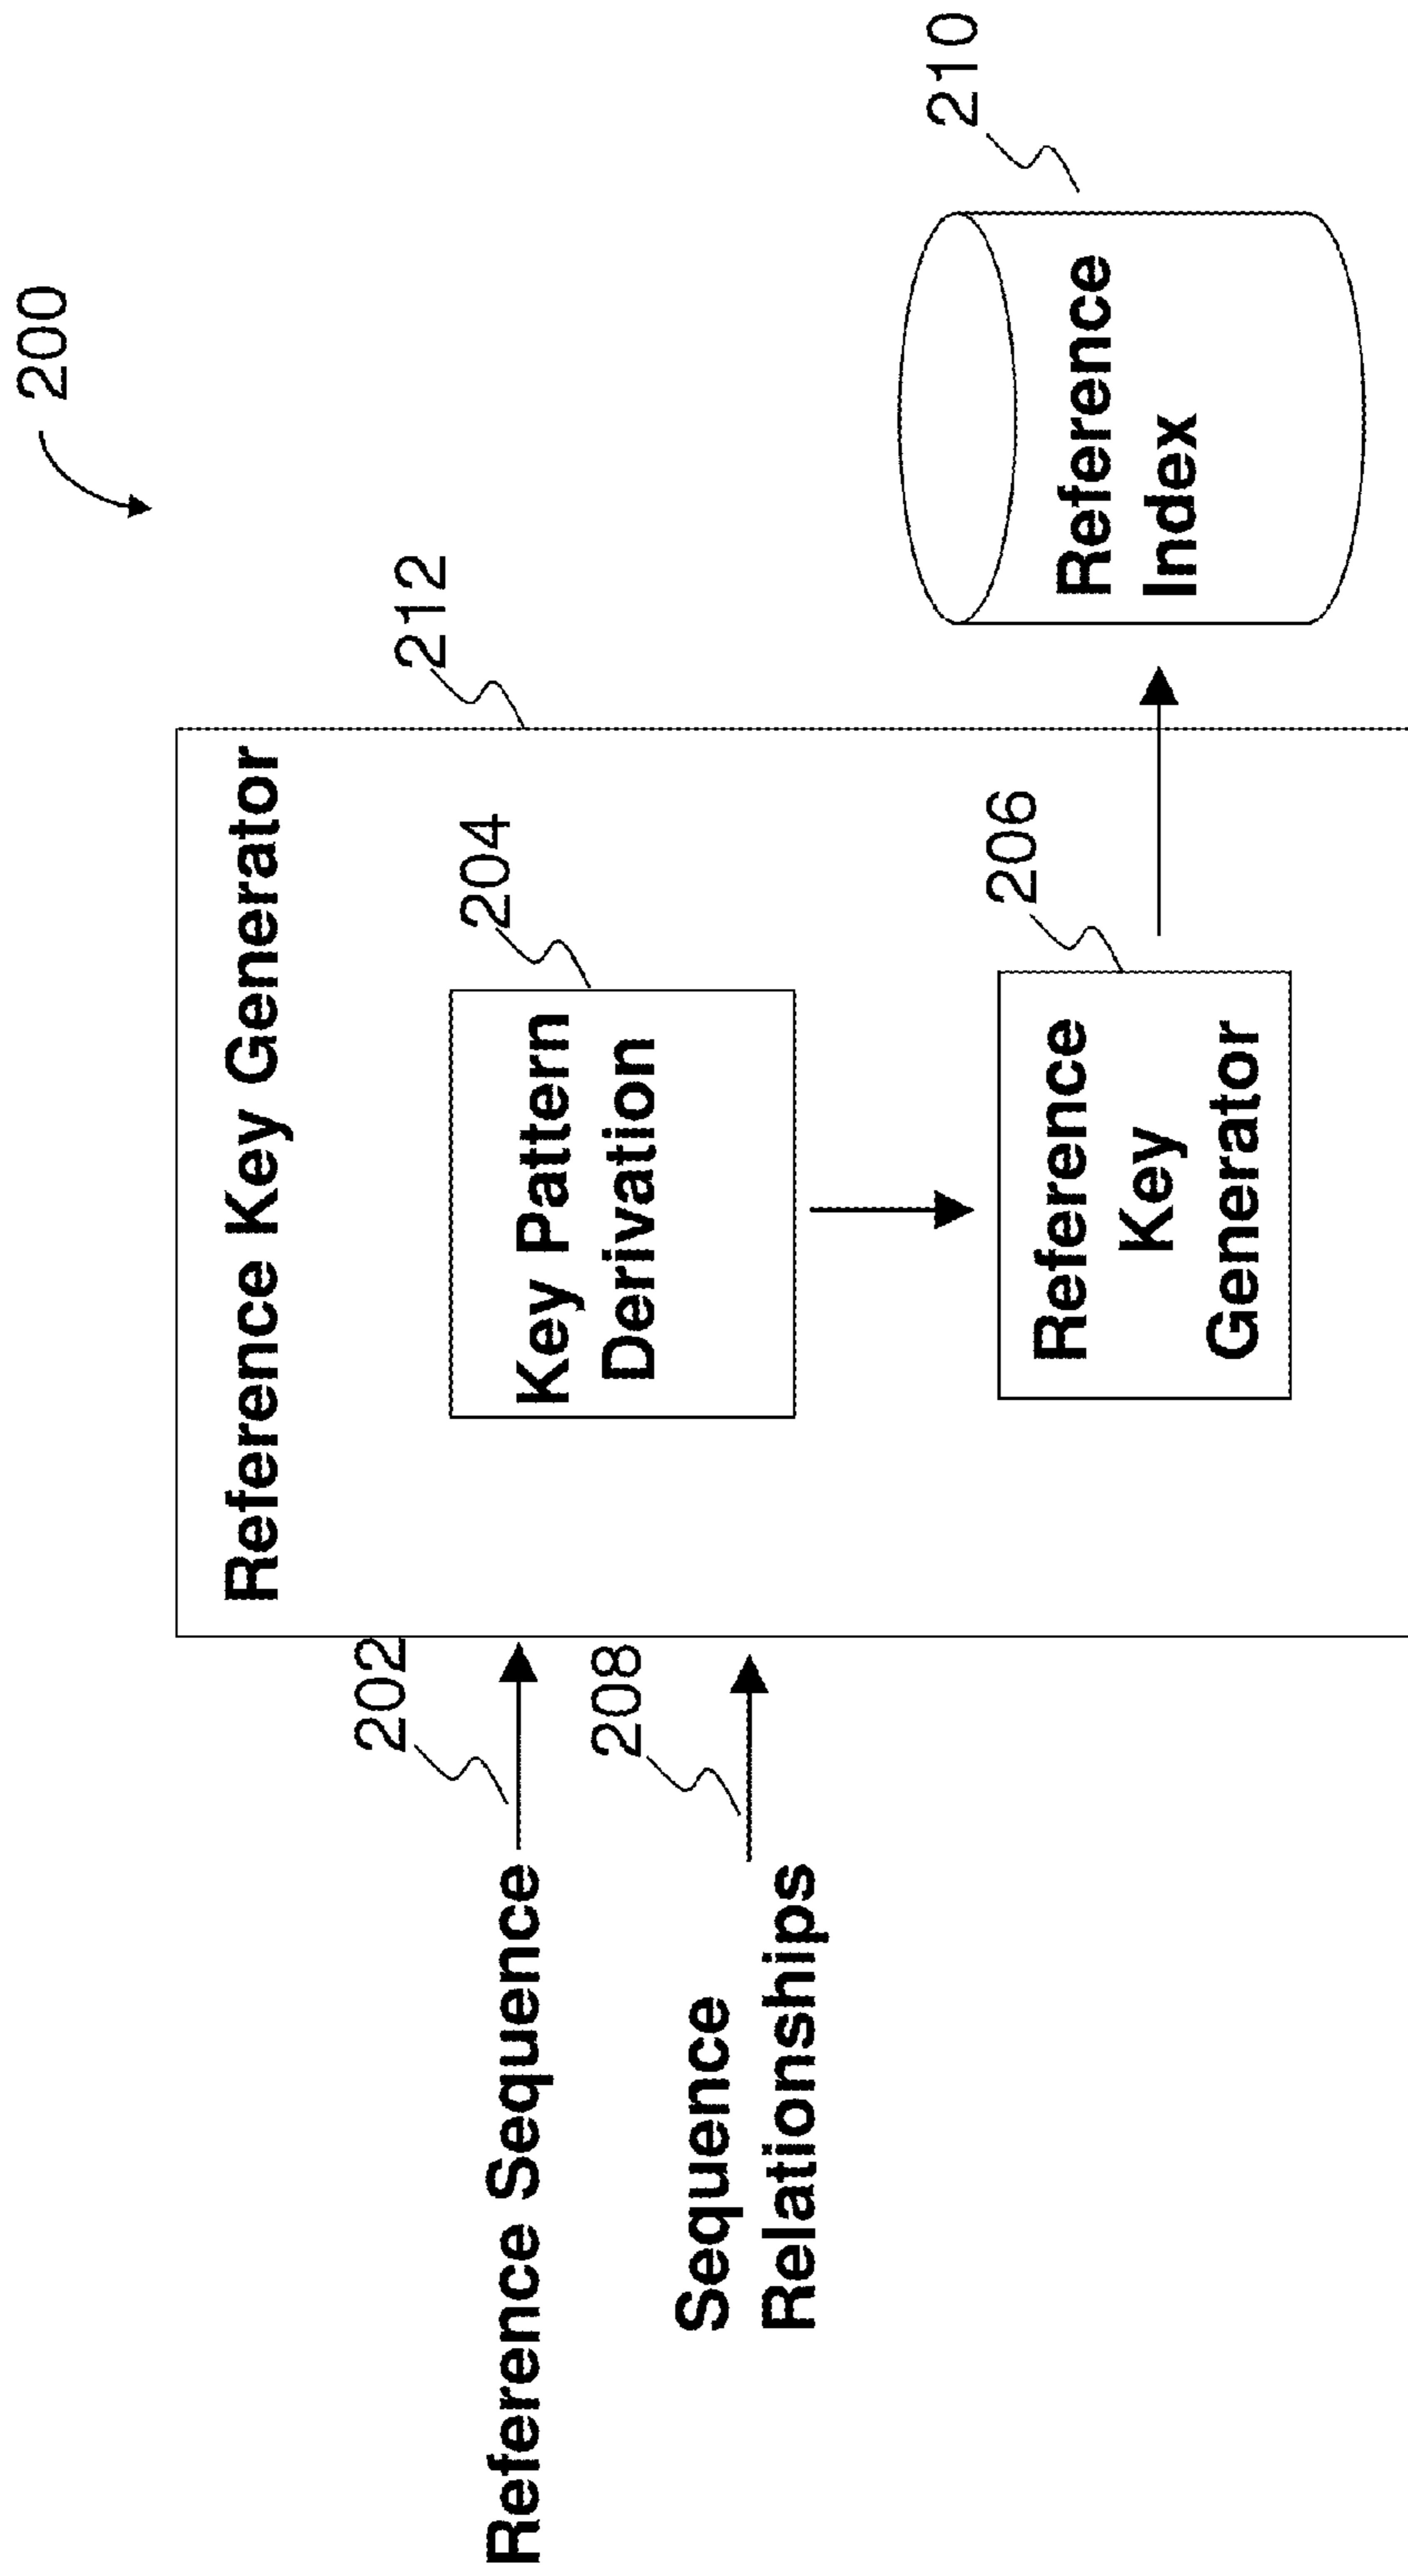 200
212
Reference Key Generator
202
204
Reference Sequence
Key Pattern
Derivation
208
210
Sequence
Relationships
206
Reference
Key
Generator
Reference
Index